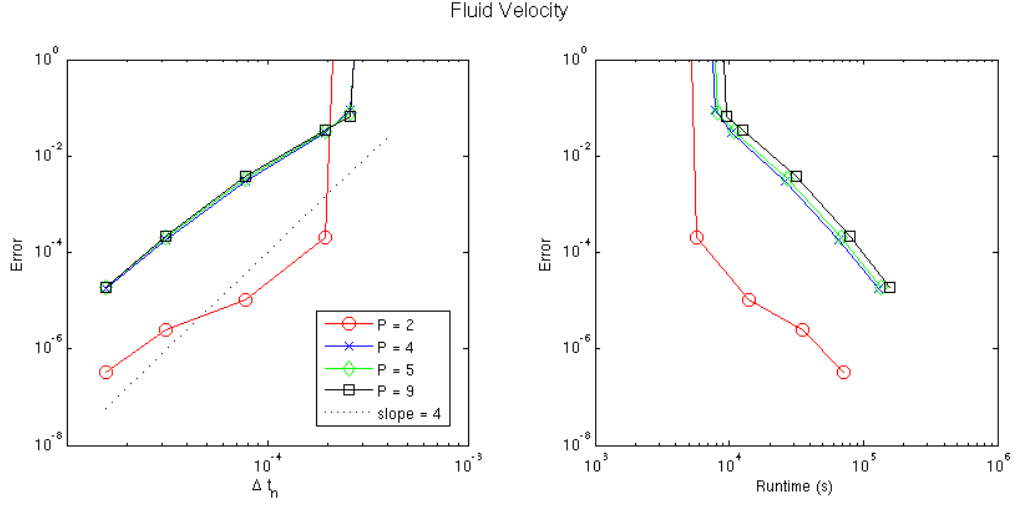 Fluid Velocity
10^0
10^-2
10^-4
10^-6
10^-8
Error
10^-4
10^-3
Δ t_n
P = 2
P = 4
P = 5
P = 9
slope = 4
10^0
10^-2
10^-4
10^-6
10^-8
Error
10^3
10^4
10^5
10^6
Runtime (s)